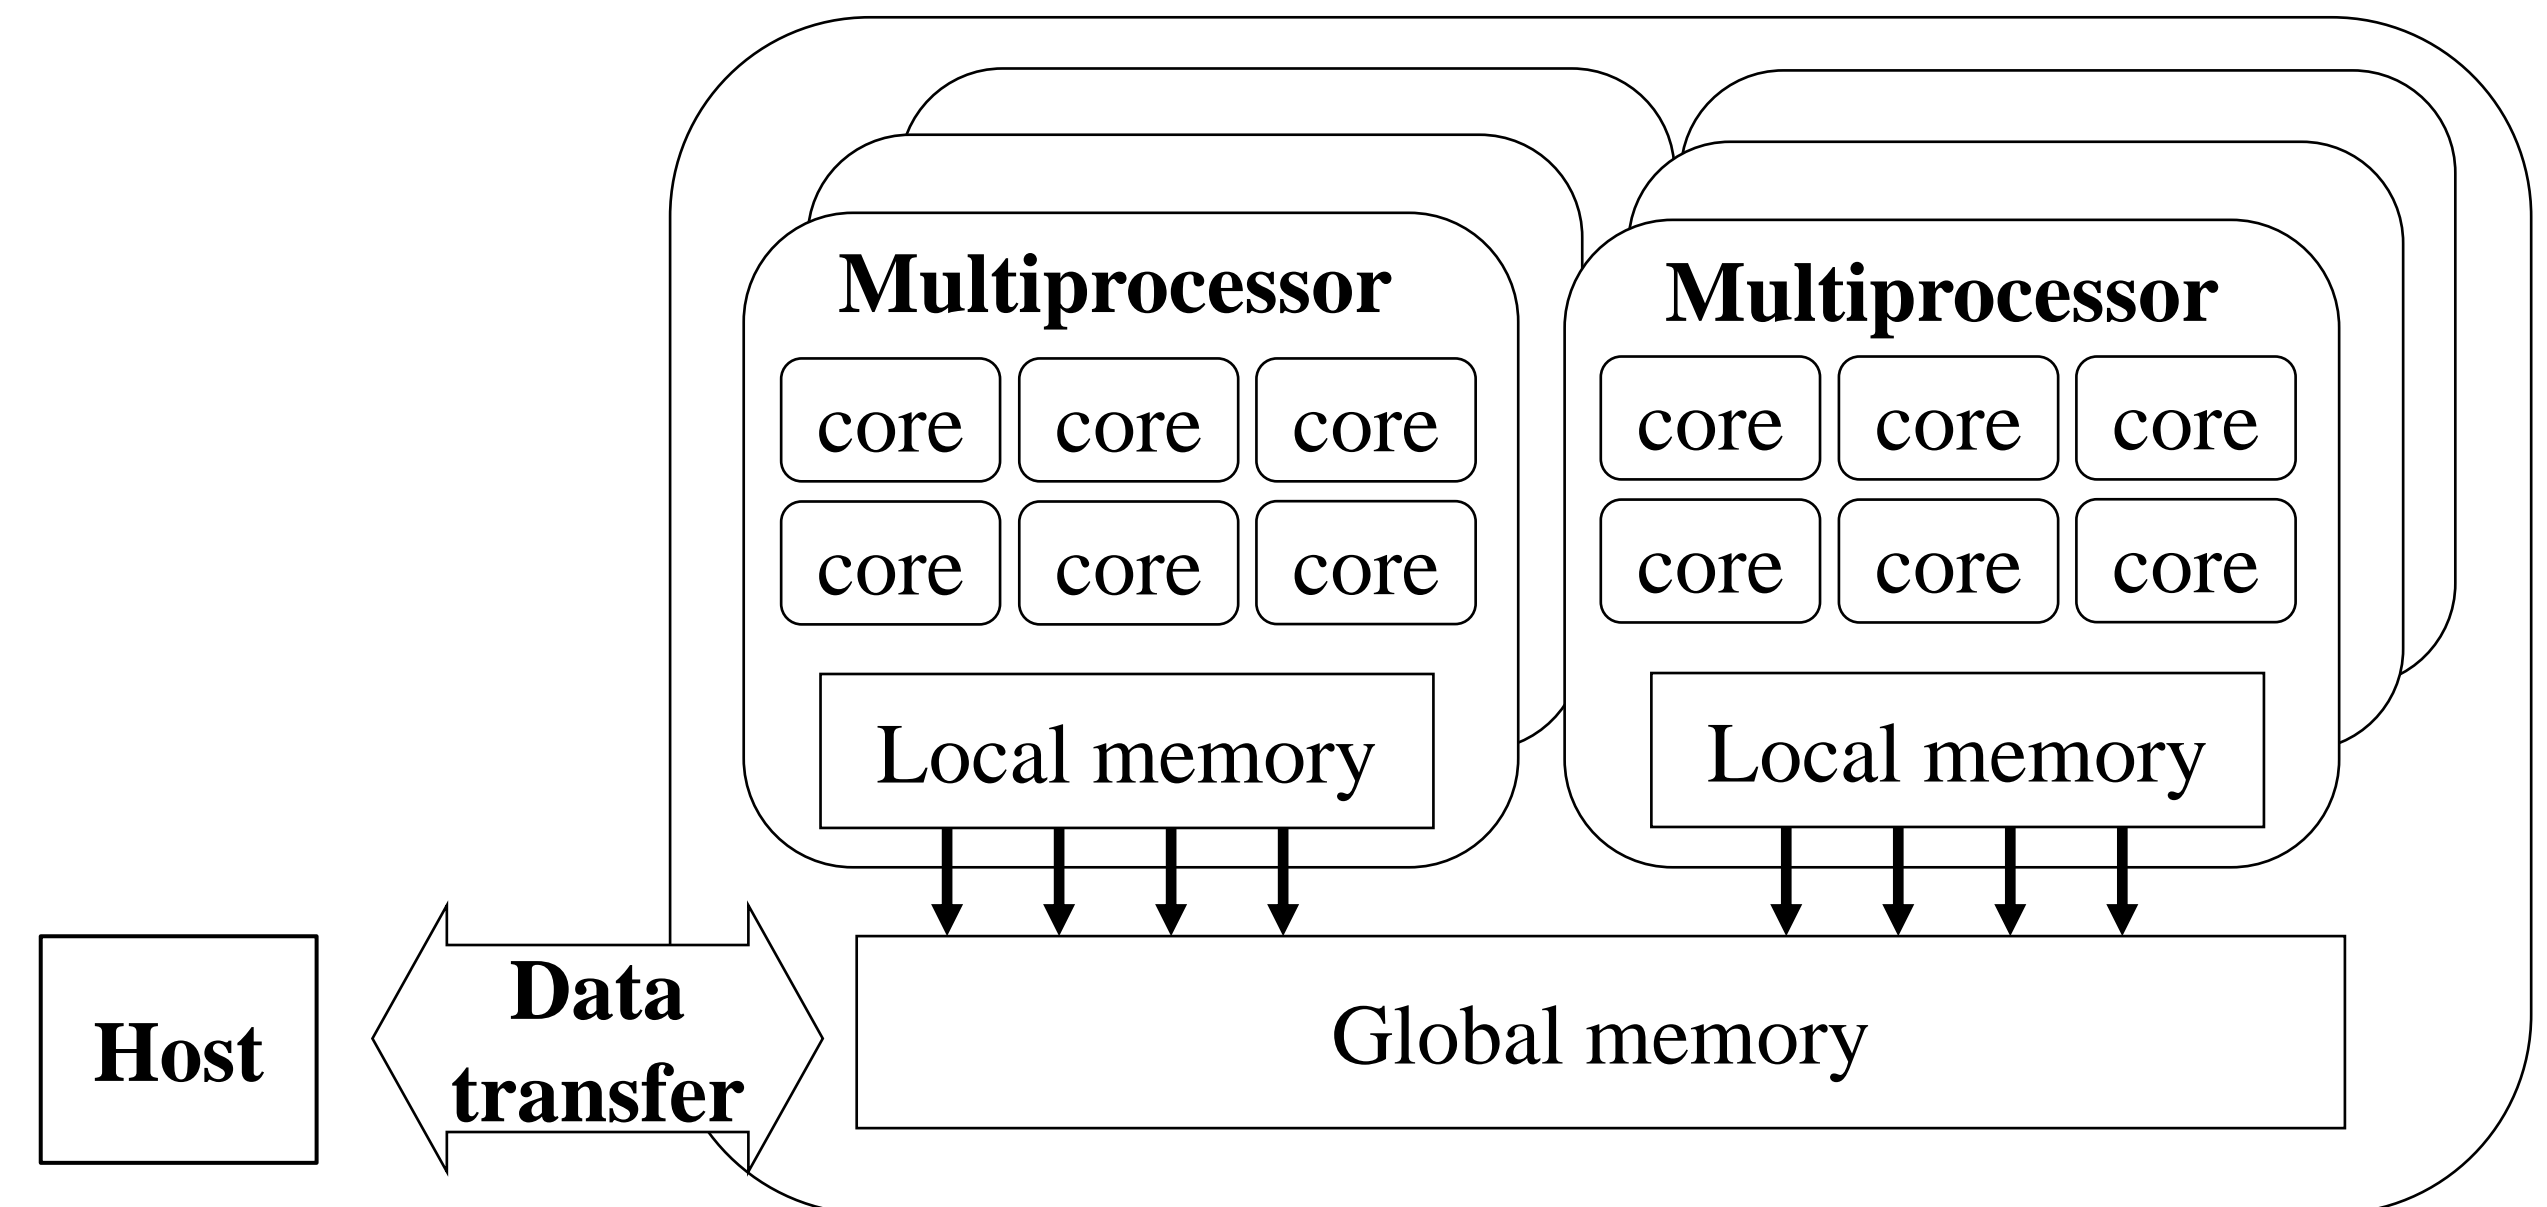 Multiprocessor
core core core
core core core
Local memory
Multiprocessor
core core core
core core core
Local memory
Host
Data
transfer
Global memory